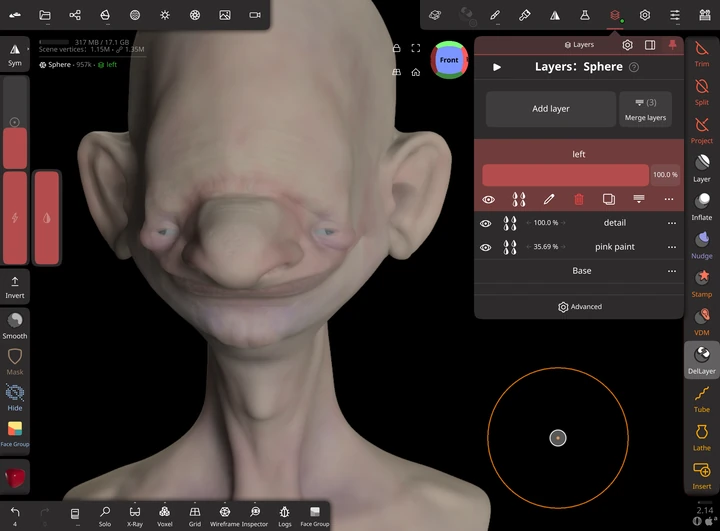 317 MB / 17.1 GB
Scene vertices: 1.15M · 1.35M
Sphere · 957k · left
Sym
Front
Layers
Layers: Sphere
Add layer
(3)
Merge layers
left
100.0 %
100.0% detail
35.69 % pink paint
Base
Advanced
Trim
Split
Project
Layer
Inflate
Nudge
Stamp
VDM
DelLayer
Tube
Lathe
Insert
Invert
Smooth
Mask
Hide
Face Group
4
Solo
X-Ray
Voxel
Grid
Wireframe
Inspector
Logs
Face Group
2.14